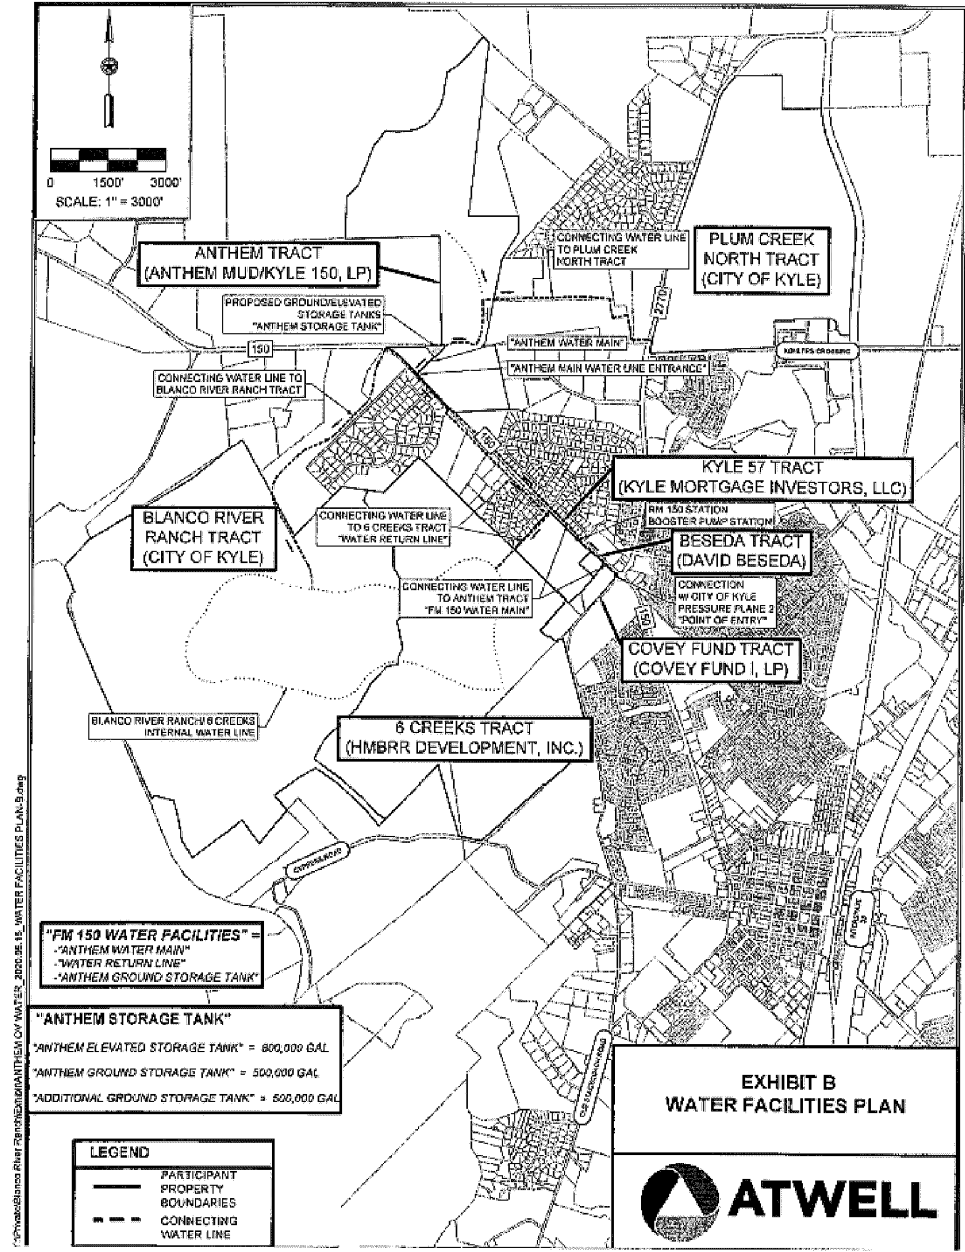 0 1500' 3000'
SCALE: 1" = 3000'
ANTHEM TRACT
(ANTHEM MUD/KYLE 150, LP)
CONNECTING WATER LINE
TO PLUM CREEK
NORTH TRACT
PLUM CREEK
NORTH TRACT
(CITY OF KYLE)
PROPOSED GROUND/ELEVATED
STORAGE TANKS
"ANTHEM STORAGE TANK"
2770
150
"ANTHEM WATER MAIN"
KOHLERS CROSSING
"ANTHEM MAIN WATER LINE ENTRANCE"
CONNECTING WATER LINE TO
BLANCO RIVER RANCH TRACT
150
KYLE 57 TRACT
(KYLE MORTGAGE INVESTORS, LLC)
BLANCO RIVER
RANCH TRACT
(CITY OF KYLE)
CONNECTING WATER LINE
TO 6 CREEKS TRACT
"WATER RETURN LINE"
RM 150 STATION
BOOSTER PUMP STATION
BESEDA TRACT
(DAVID BESEDA)
CONNECTING WATER LINE
TO ANTHEM TRACT
"FM 150 WATER MAIN"
CONNECTION
W/ CITY OF KYLE
PRESSURE PLANE 2
"POINT OF ENTRY"
150
COVEY FUND TRACT
(COVEY FUND I, LP)
BLANCO RIVER RANCH/ 6 CREEKS
INTERNAL WATER LINE
6 CREEKS TRACT
(HMBRR DEVELOPMENT, INC.)
CYPRESS ROAD
"FM 150 WATER FACILITIES" =
-"ANTHEM WATER MAIN"
-"WATER RETURN LINE"
-"ANTHEM GROUND STORAGE TANK"
"ANTHEM STORAGE TANK"
"ANTHEM ELEVATED STORAGE TANK" = 600,000 GAL
"ANTHEM GROUND STORAGE TANK" = 500,000 GAL
"ADDITIONAL GROUND STORAGE TANK" = 500,000 GAL
LEGEND
PARTICIPANT
PROPERTY
BOUNDARIES
CONNECTING
WATER LINE
EXHIBIT B
WATER FACILITIES PLAN
ATWELL